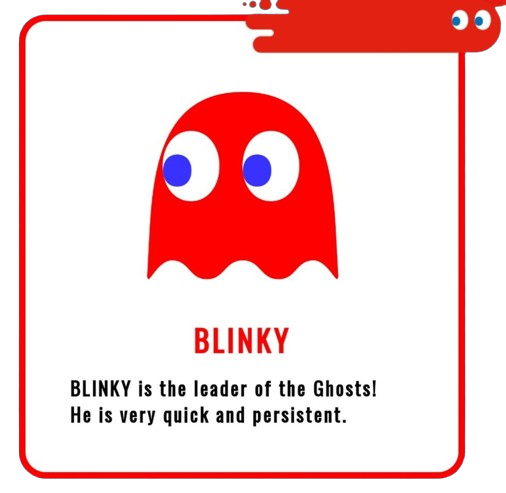 BLINKY
BLINKY is the leader of the Ghosts!
He is very quick and persistent.